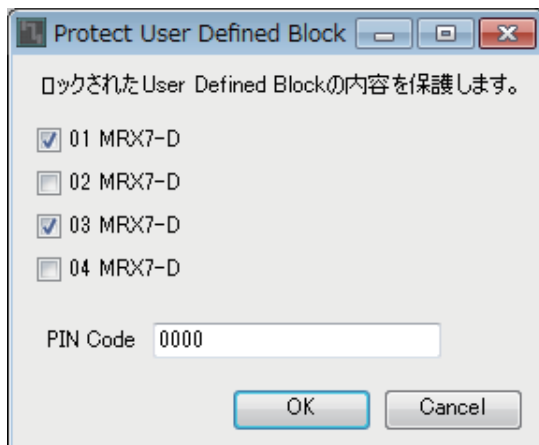 Protect User Defined Block
ロックされたUser Defined Blockの内容を保護します。
01 MRX7-D
02 MRX7-D
03 MRX7-D
04 MRX7-D
PIN Code 0000
OK Cancel